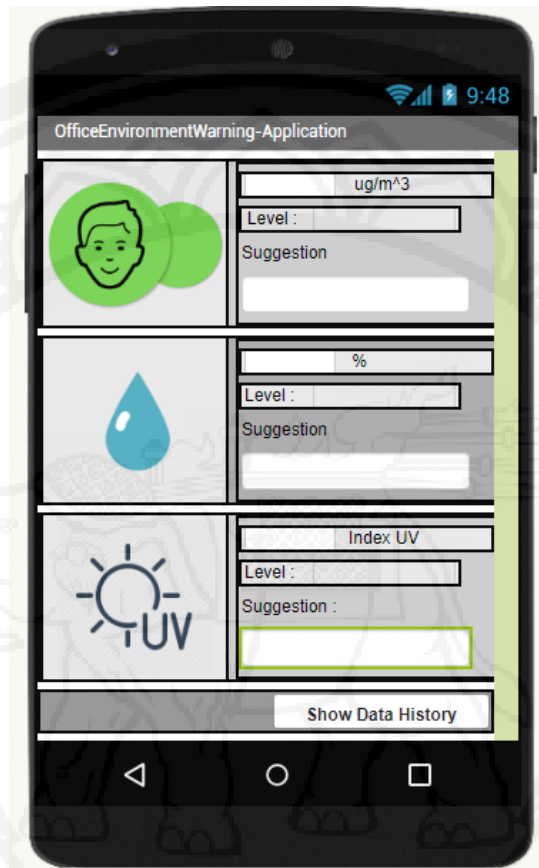 9:48
OfficeEnvironmentWarning-Application
ug/m^3
Level :
Suggestion
%
Level :
Suggestion
UV
Index UV
Level :
Suggestion :
Show Data History